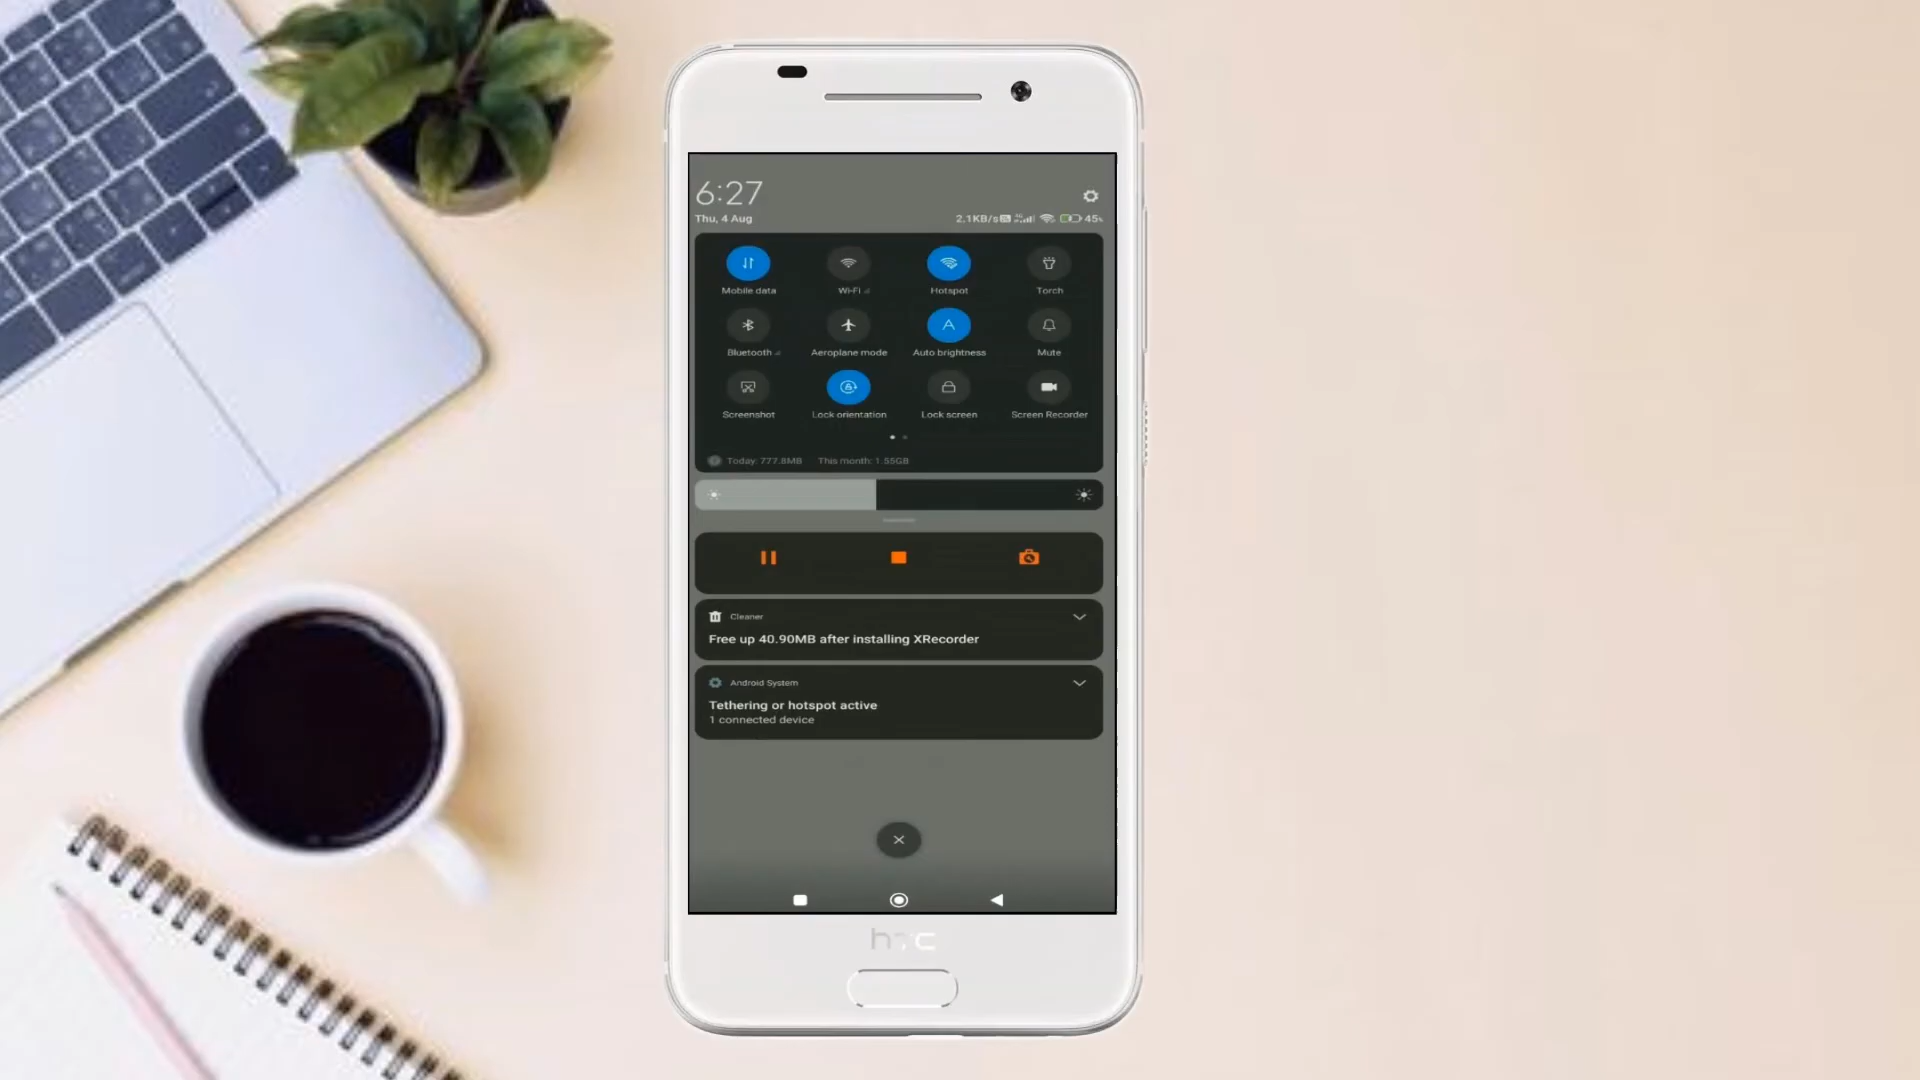 6:27
Thu, 4 Aug
2.1KB/s
45%
Mobile data
Wi-Fi
Hotspot
Torch
Bluetooth
Aeroplane mode
Auto brightness
Mute
Screenshot
Lock orientation
Lock screen
Screen Recorder
Today: 777.8MB This month: 1.55GB
Cleaner
Free up 40.90MB after installing XRecorder
Android System
Tethering or hotspot active
1 connected device
htc